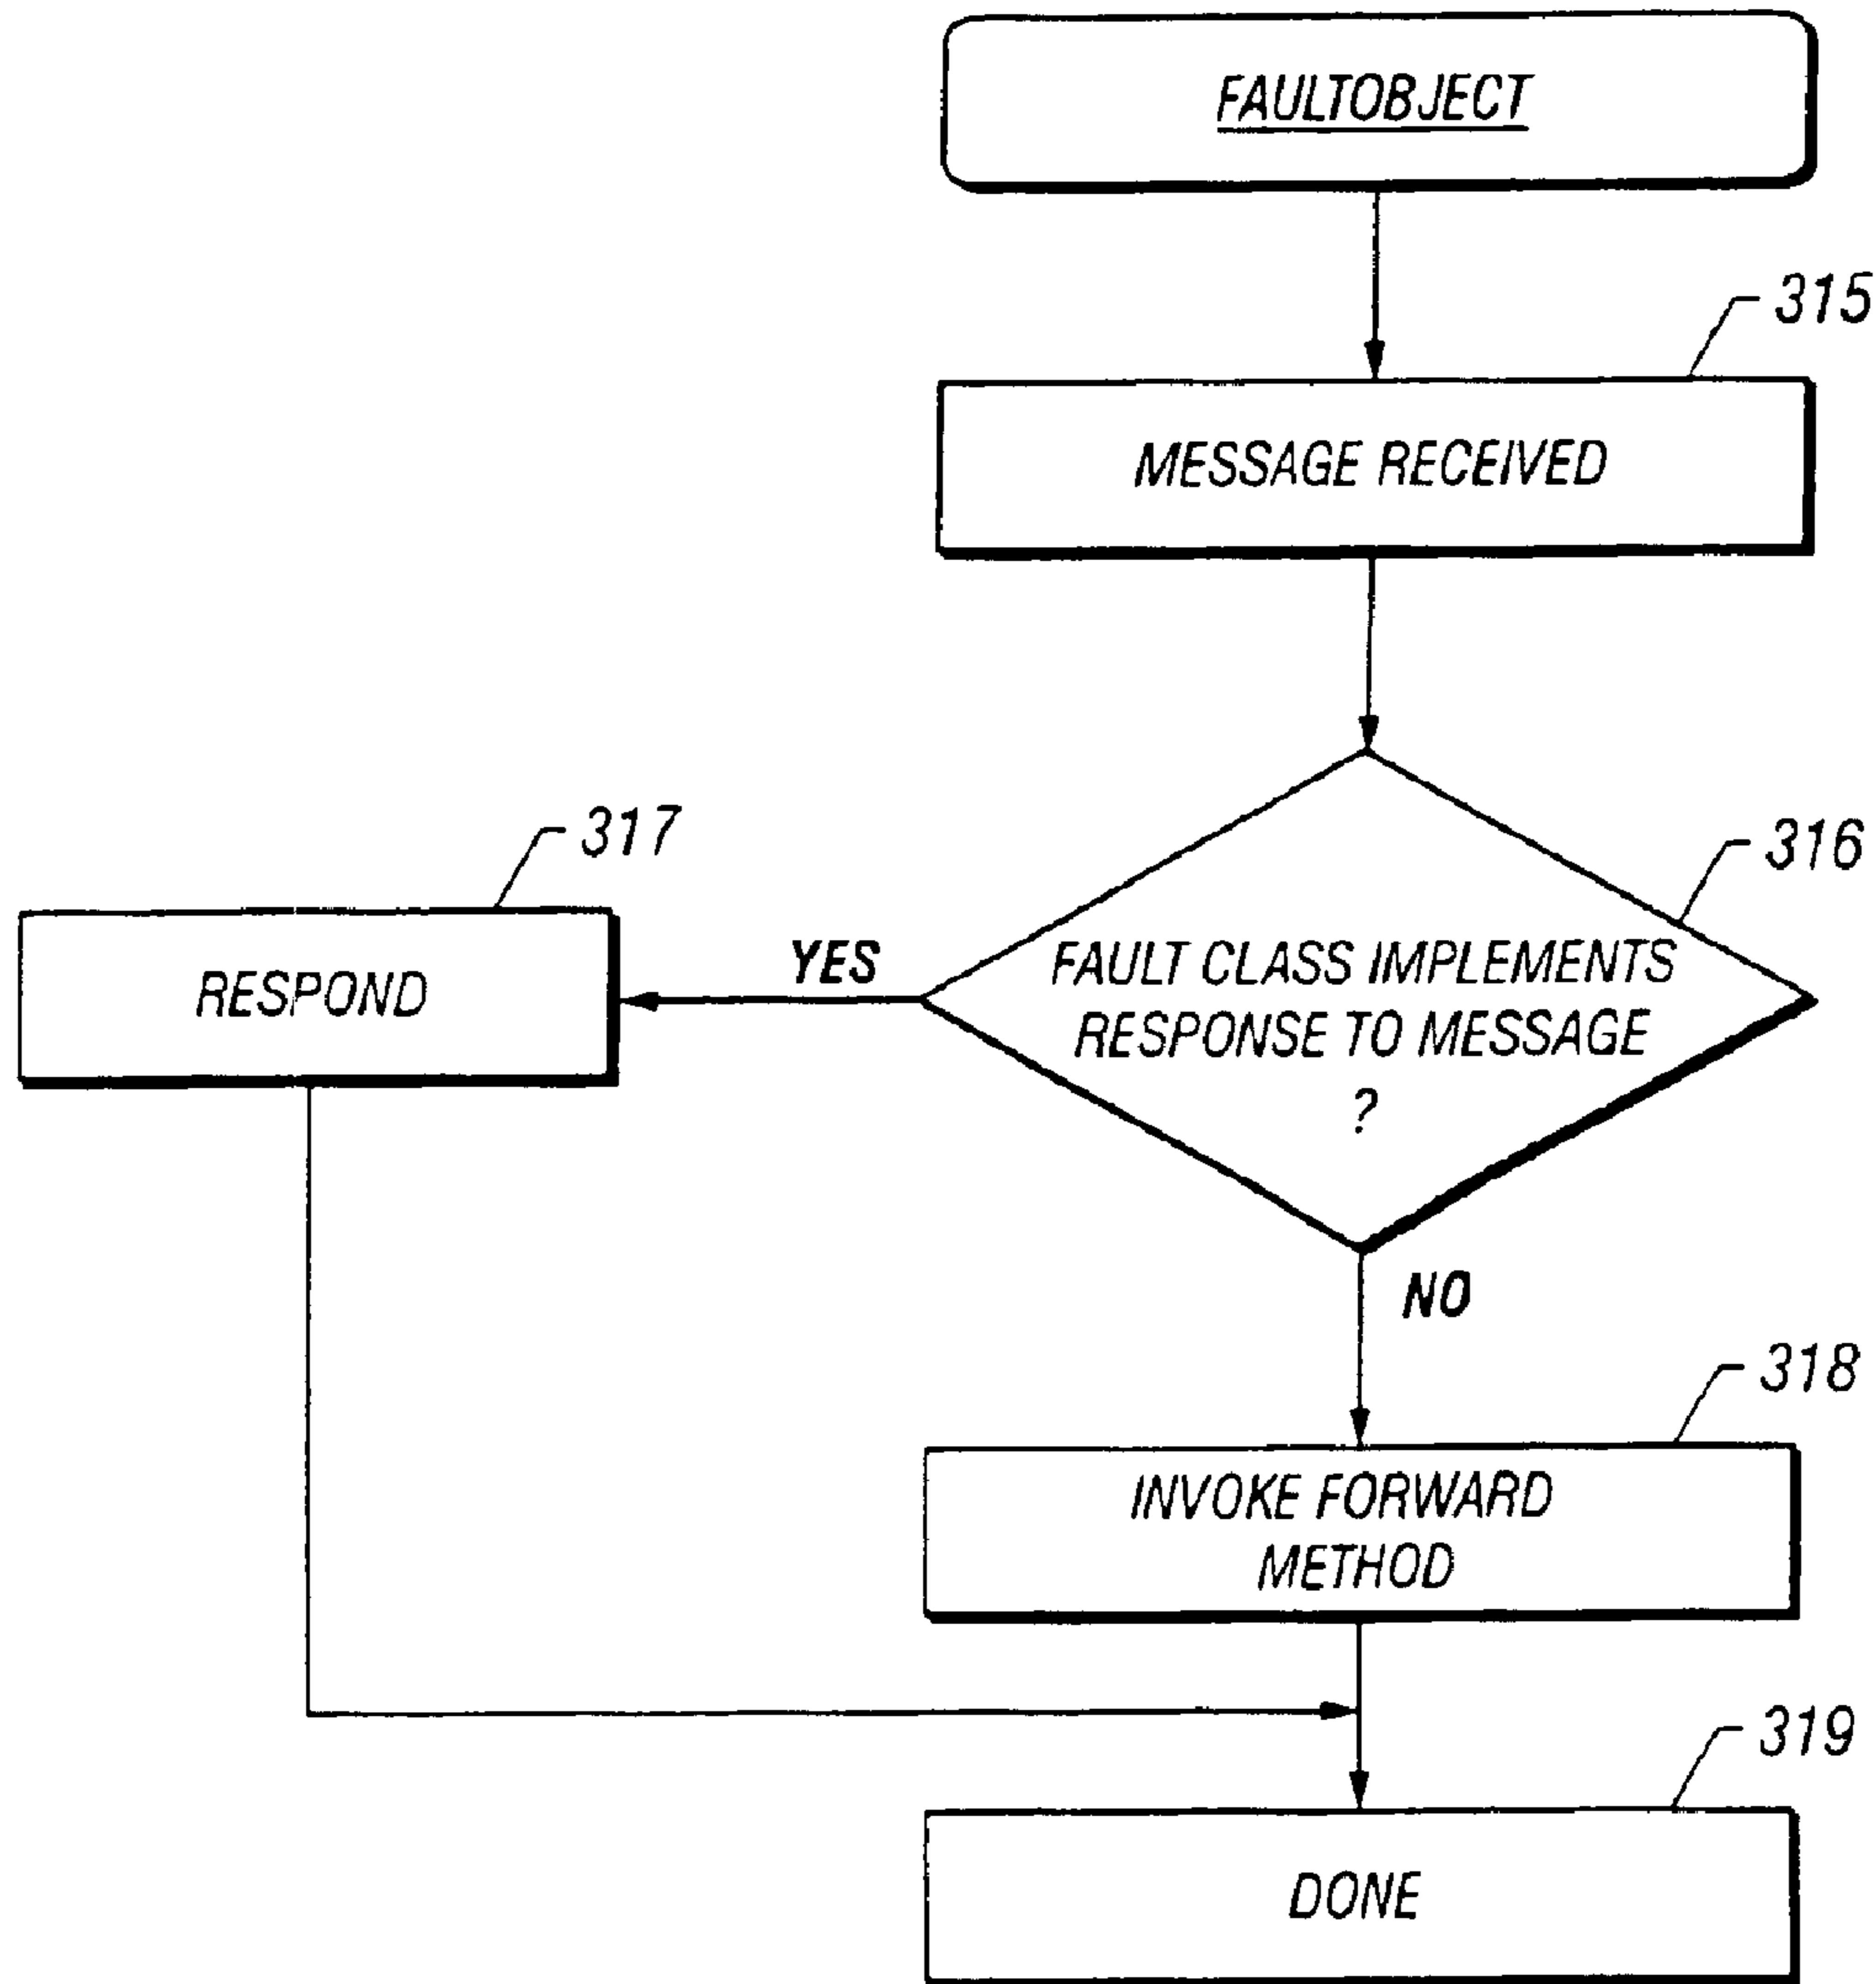 FAULTOBJECT
315
MESSAGE RECEIVED
317
316
YES
FAULT CLASS IMPLEMENTS
RESPONSE TO MESSAGE
?
RESPOND
NO
318
INVOKE FORWARD
METHOD
319
DONE